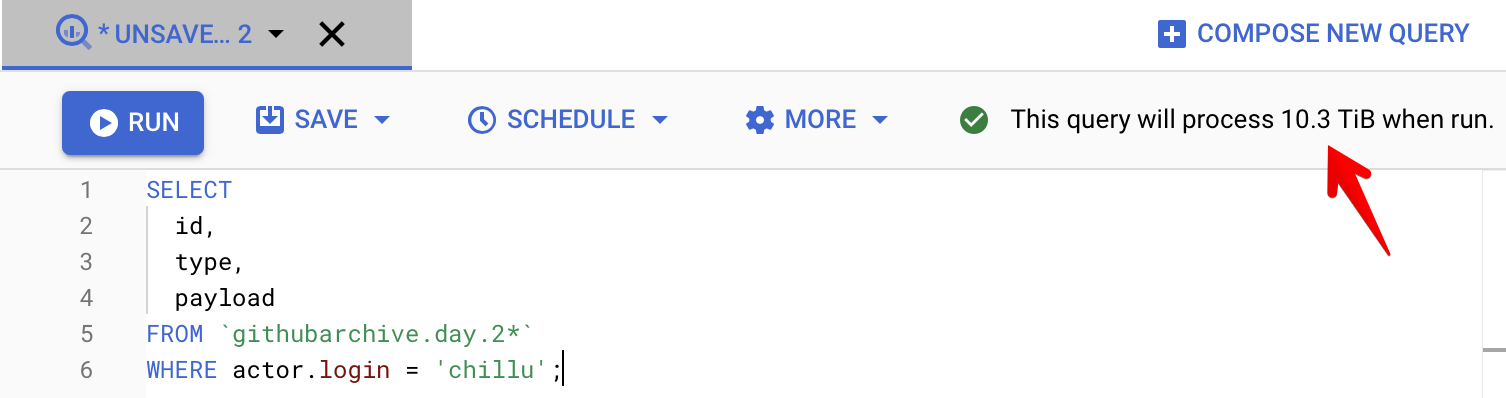 * UNSAVE... 2
COMPOSE NEW QUERY
RUN SAVE SCHEDULE MORE This query will process 10.3 TiB when run.
1 SELECT
2 id,
3 type,
4 payload
5 FROM `githubarchive.day.2*`
6 WHERE actor.login = 'chillu';